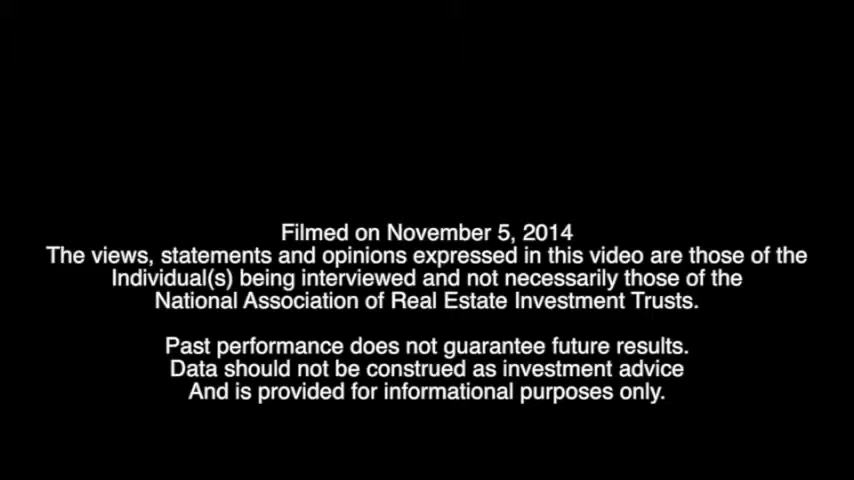 Filmed on November 5, 2014
The views, statements and opinions expressed in this video are those of the
Individual(s) being interviewed and not necessarily those of the
National Association of Real Estate Investment Trusts.
Past performance does not guarantee future results.
Data should not be construed as investment advice
And is provided for informational purposes only.